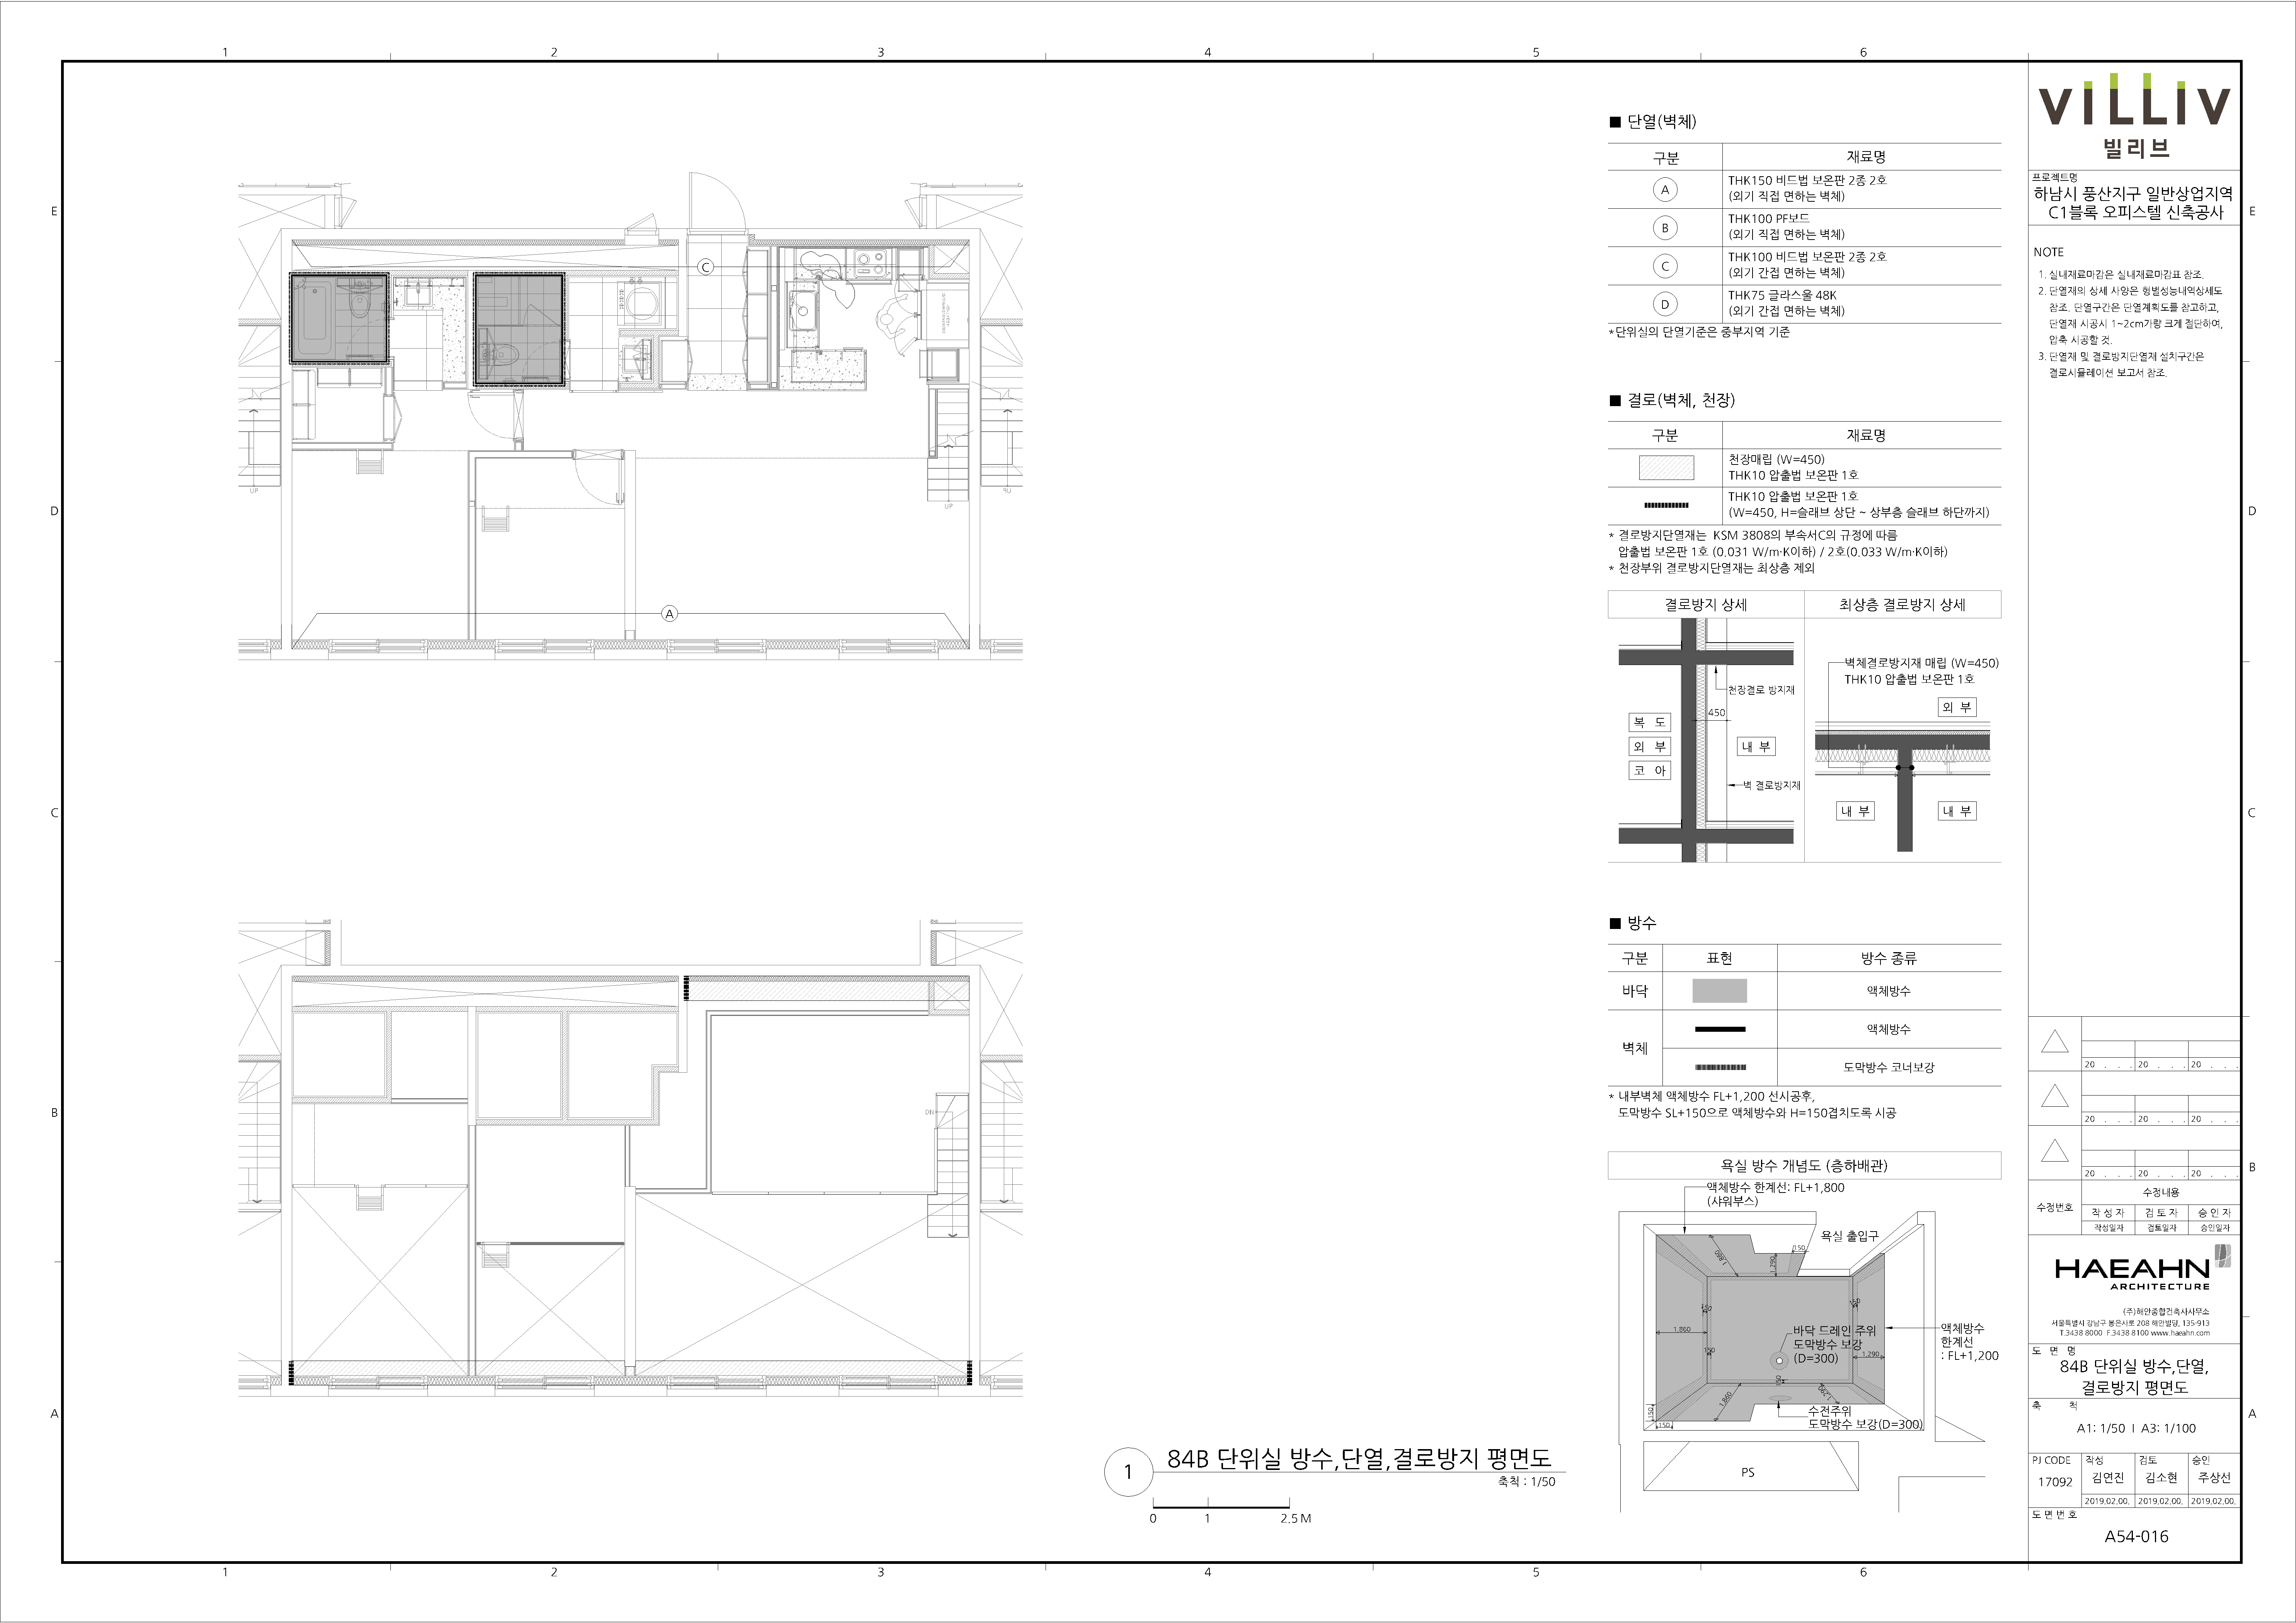 1 2 3 4 5 6
E
D
C
B
A
C
UP
UP
UP
A
DN
1
84B 단위실 방수,단열,결로방지 평면도
축척 : 1/50
0 1 2.5 M
■ 단열(벽체)
구분 재료명
A THK150 비드법 보온판 2종 2호
(외기 직접 면하는 벽체)
B THK100 PF보드
(외기 직접 면하는 벽체)
C THK100 비드법 보온판 2종 2호
(외기 간접 면하는 벽체)
D THK75 글라스울 48K
(외기 간접 면하는 벽체)
*단위실의 단열기준은 중부지역 기준
■ 결로(벽체, 천장)
구분 재료명
천장매립 (W=450)
THK10 압출법 보온판 1호
THK10 압출법 보온판 1호
(W=450, H=슬래브 상단 ~ 상부층 슬래브 하단까지)
* 결로방지단열재는 KSM 3808의 부속서C의 규정에 따름
압출법 보온판 1호 (0.031 W/m·K이하) / 2호(0.033 W/m·K이하)
* 천장부위 결로방지단열재는 최상층 제외
결로방지 상세 최상층 결로방지 상세
천장결로 방지재
450
복 도
외 부
코 아
내 부
벽 결로방지재
벽체결로방지재 매립 (W=450)
THK10 압출법 보온판 1호
외 부
내 부
내 부
■ 방수
구분 표현 방수 종류
바닥 액체방수
벽체 액체방수
도막방수 코너보강
* 내부벽체 액체방수 FL+1,200 선시공후,
도막방수 SL+150으로 액체방수와 H=150겹치도록 시공
욕실 방수 개념도 (층하배관)
액체방수 한계선: FL+1,800
(샤워부스)
욕실 출입구
150
1,860
1,290
150
150
1,860
150
바닥 드레인 주위
도막방수 보강
(D=300)
1,290
액체방수
한계선
: FL+1,200
150
1,860
1,290
150
150
수전주위
도막방수 보강(D=300)
PS
VILLIV
빌리브
프로젝트명
하남시 풍산지구 일반상업지역
C1블록 오피스텔 신축공사
NOTE
1. 실내재료마감은 실내재료마감표 참조.
2. 단열재의 상세 사양은 형별성능내역상세도
참조. 단열구간은 단열계획도를 참고하고,
단열재 시공시 1~2cm가량 크게 절단하여,
압축 시공할 것.
3. 단열재 및 결로방지단열재 설치구간은
결로시뮬레이션 보고서 참조.
20 . . . 20 . . . 20 . . .
20 . . . 20 . . . 20 . . .
20 . . . 20 . . . 20 . . .
수정번호 수정내용
작 성 자 검 토 자 승 인 자
작성일자 검토일자 승인일자
HAEAHN
ARCHITECTURE
(주)해안종합건축사사무소
서울특별시 강남구 봉은사로 208 해안빌딩, 135-913
T.3438 8000 F.3438 8100 www.haeahn.com
도 면 명
84B 단위실 방수,단열,
결로방지 평면도
축 척
A1: 1/50 I A3: 1/100
PJ CODE 작성 검토 승인
17092 김연진 김소현 주상선
2019.02.00. 2019.02.00. 2019.02.00.
도 면 번 호
A54-016
E
D
C
B
A
1 2 3 4 5 6